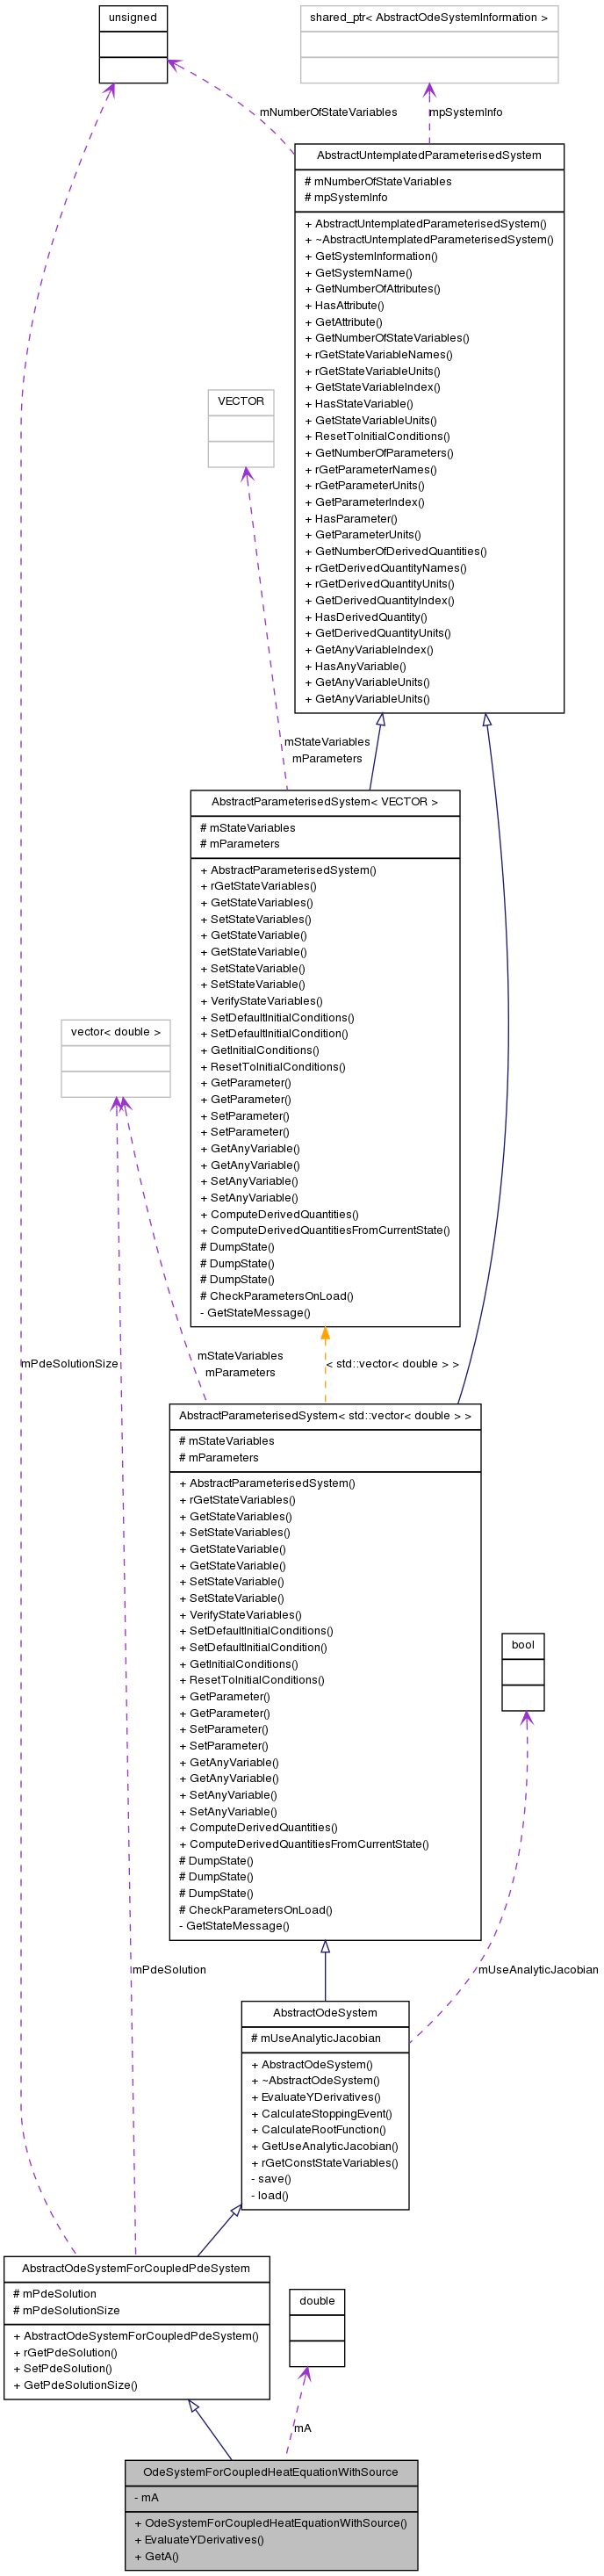 unsigned
shared_ptr< AbstractOdeSystemInformation >
mNumberOfStateVariables
mpSystemInfo
AbstractUntemplatedParameterisedSystem
# mNumberOfStateVariables
# mpSystemInfo
+ AbstractUntemplatedParameterisedSystem()
+ ~AbstractUntemplatedParameterisedSystem()
+ GetSystemInformation()
+ GetSystemName()
+ GetNumberOfAttributes()
+ HasAttribute()
+ GetAttribute()
+ GetNumberOfStateVariables()
+ rGetStateVariableNames()
+ rGetStateVariableUnits()
+ GetStateVariableIndex()
+ HasStateVariable()
+ GetStateVariableUnits()
+ ResetToInitialConditions()
+ GetNumberOfParameters()
+ rGetParameterNames()
+ rGetParameterUnits()
+ GetParameterIndex()
+ HasParameter()
+ GetParameterUnits()
+ GetNumberOfDerivedQuantities()
+ rGetDerivedQuantityNames()
+ rGetDerivedQuantityUnits()
+ GetDerivedQuantityIndex()
+ HasDerivedQuantity()
+ GetDerivedQuantityUnits()
+ GetAnyVariableIndex()
+ HasAnyVariable()
+ GetAnyVariableUnits()
+ GetAnyVariableUnits()
VECTOR
mStateVariables
mParameters
AbstractParameterisedSystem< VECTOR >
# mStateVariables
# mParameters
+ AbstractParameterisedSystem()
+ rGetStateVariables()
+ GetStateVariables()
+ SetStateVariables()
+ GetStateVariable()
+ GetStateVariable()
+ SetStateVariable()
+ SetStateVariable()
+ VerifyStateVariables()
+ SetDefaultInitialConditions()
+ SetDefaultInitialCondition()
+ GetInitialConditions()
+ ResetToInitialConditions()
+ GetParameter()
+ GetParameter()
+ SetParameter()
+ SetParameter()
+ GetAnyVariable()
+ GetAnyVariable()
+ SetAnyVariable()
+ SetAnyVariable()
+ ComputeDerivedQuantities()
+ ComputeDerivedQuantitiesFromCurrentState()
# DumpState()
# DumpState()
# DumpState()
# CheckParametersOnLoad()
- GetStateMessage()
vector< double >
mPdeSolutionSize
mStateVariables
mParameters
< std::vector< double > >
AbstractParameterisedSystem< std::vector< double > >
# mStateVariables
# mParameters
+ AbstractParameterisedSystem()
+ rGetStateVariables()
+ GetStateVariables()
+ SetStateVariables()
+ GetStateVariable()
+ GetStateVariable()
+ SetStateVariable()
+ SetStateVariable()
+ VerifyStateVariables()
+ SetDefaultInitialConditions()
+ SetDefaultInitialCondition()
+ GetInitialConditions()
+ ResetToInitialConditions()
+ GetParameter()
+ GetParameter()
+ SetParameter()
+ SetParameter()
+ GetAnyVariable()
+ GetAnyVariable()
+ SetAnyVariable()
+ SetAnyVariable()
+ ComputeDerivedQuantities()
+ ComputeDerivedQuantitiesFromCurrentState()
# DumpState()
# DumpState()
# DumpState()
# CheckParametersOnLoad()
- GetStateMessage()
bool
mPdeSolution
mUseAnalyticJacobian
AbstractOdeSystem
# mUseAnalyticJacobian
+ AbstractOdeSystem()
+ ~AbstractOdeSystem()
+ EvaluateYDerivatives()
+ CalculateStoppingEvent()
+ CalculateRootFunction()
+ GetUseAnalyticJacobian()
+ rGetConstStateVariables()
- save()
- load()
AbstractOdeSystemForCoupledPdeSystem
# mPdeSolution
# mPdeSolutionSize
+ AbstractOdeSystemForCoupledPdeSystem()
+ rGetPdeSolution()
+ SetPdeSolution()
+ GetPdeSolutionSize()
double
mA
OdeSystemForCoupledHeatEquationWithSource
- mA
+ OdeSystemForCoupledHeatEquationWithSource()
+ EvaluateYDerivatives()
+ GetA()